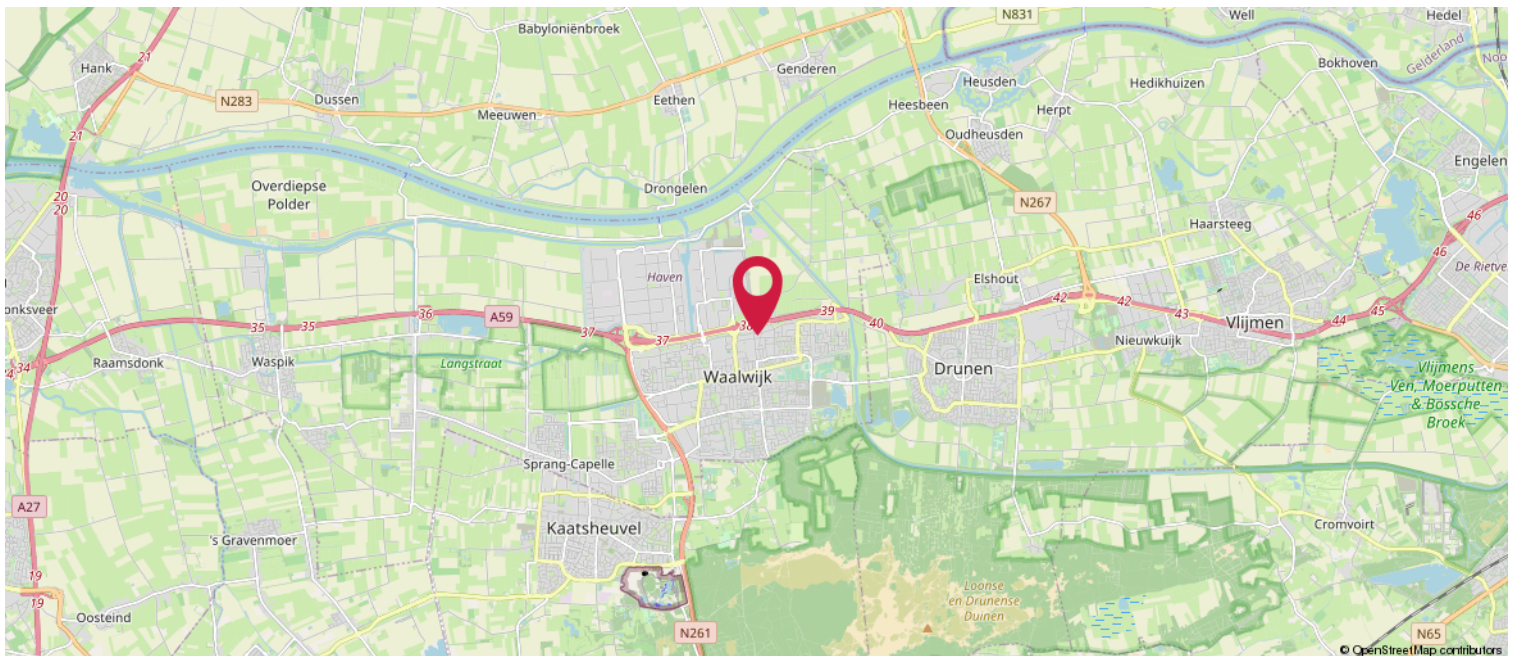 N831
Well
Hedel
Babyloniënbroek
21
Hank
Genderen
Bokhoven
Gelderland
Heusden
Hedikhuizen
N283
Dussen
Eethen
Meeuwen
Heesbeen
Herpt
21
Oudheusden
Engelen
Overdiepse
Polder
Drongelen
20
20
N267
46
Haarsteeg
46
De Rietve
Haven
Elshout
onksveer
A59
36
35
35
37
37
38
39
40
42
42
43
44
45
Vlijmen
Nieuwkuijk
34
34
Raamsdonk
Waspik
Langstraat
Waalwijk
Drunen
Vlijmens
Ven, Moerputten
& Bossche
Broek
Sprang-Capelle
A27
Kaatsheuvel
's Gravenmoer
Cromvoirt
19
19
Oosteind
Loonse
en Drunense
Duinen
N261
N65
© OpenStreetMap contributors